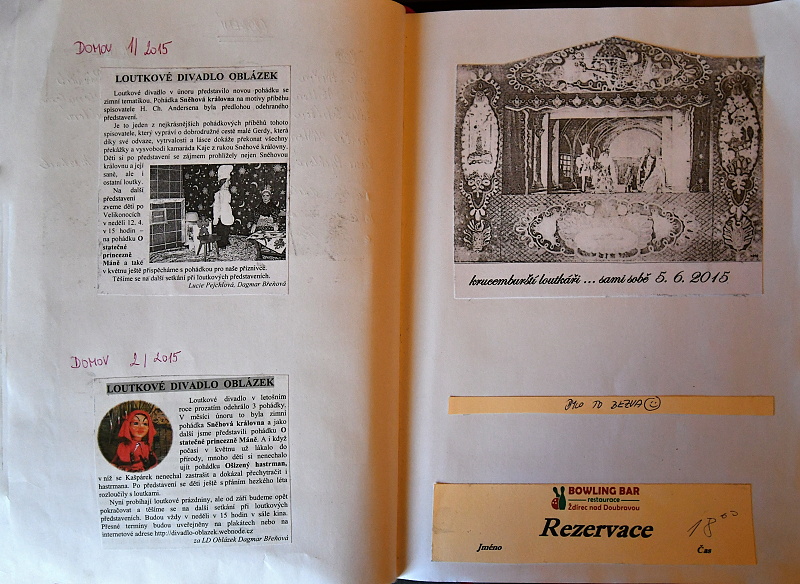 DOMOV 1/2015
LOUTKOVÉ DIVADLO OBLÁZEK
Loutkové divadlo v únoru představilo novou pohádku se
zimní tematikou. Pohádka Sněhová královna na motivy příběhu
spisovatele H. Ch. Andersena byla předlohou odehraného
představení.
Je to jeden z nejkrásnějších pohádkových příběhů tohoto
spisovatele, který vypráví o dobrodružné cestě malé Gerdy, která
díky své odvaze, vytrvalosti a lásce dokáže překonat všechny
překážky a vysvobodí kamaráda Kaje z rukou Sněhové královny.
Děti si po představení se zájmem prohlížely nejen Sněhovou
královnu a její
saně, ale i
ostatní loutky.
Na další
představení
zveme děti po
Velikonocích
v neděli 12. 4.
v 15 hodin –
na pohádku O
statečné
princezně
Máně a také
v květnu ještě přispěcháme s pohádkou pro naše příznivce.
Těšíme se na další setkání při loutkových představeních.
Lucie Pejchlová, Dagmar Břeňová
DOMOV 2/2015
LOUTKOVÉ DIVADLO OBLÁZEK
Loutkové divadlo v letošním
roce prozatím odehrálo 3 pohádky.
V měsíci únoru to byla zimní
pohádka Sněhová královna a jako
další jsme představili pohádku O
statečné princezně Máně. A i když
počasí v květnu už lákalo do
přírody, mnoho dětí si nenechalo
ujít pohádku Ošizený hastrman,
v níž se Kašpárek nenechal zastrašit a dokázal přechytračit i
hastrmana. Po představení se děti ještě s přáním hezkého léta
rozloučily s loutkami.
Nyní probíhají loutkové prázdniny, ale od září budeme opět
pokračovat a těšíme se na další setkání při loutkových
představeních. Budou vždy v neděli v 15 hodin v sále kina.
Přesné termíny budou uveřejněny na plakátech nebo na
internetové adrese http://divadlo-oblazek.webnode.cz
za LD Oblázek Dagmar Břeňová
krucemburští loutkáři ... sami sobě 5. 6. 2015
BYLO TO BEZVA
BOWLING BAR
restaurace
Ždírec nad Doubravou
Rezervace 18 00
Jméno Čas